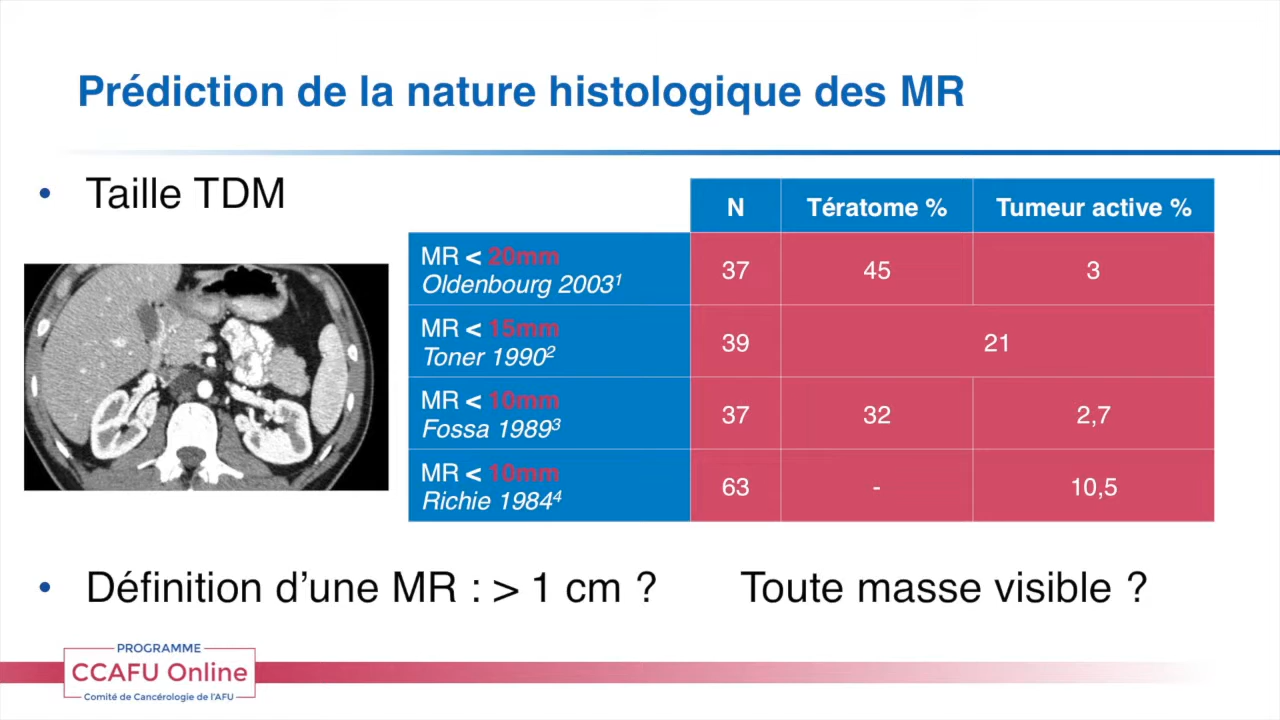 Prédiction de la nature histologique des MR
• Taille TDM
N Tératome % Tumeur active %
MR < 20mm
Oldenbourg 2003¹
37 45 3
MR < 15mm
Toner 1990²
39 21
MR < 10mm
Fossa 1989³
37 32 2,7
MR < 10mm
Richie 1984⁴
63 - 10,5
• Définition d’une MR : > 1 cm ? Toute masse visible ?
PROGRAMME
CCAFU Online
Comité de Cancérologie de l'AFU